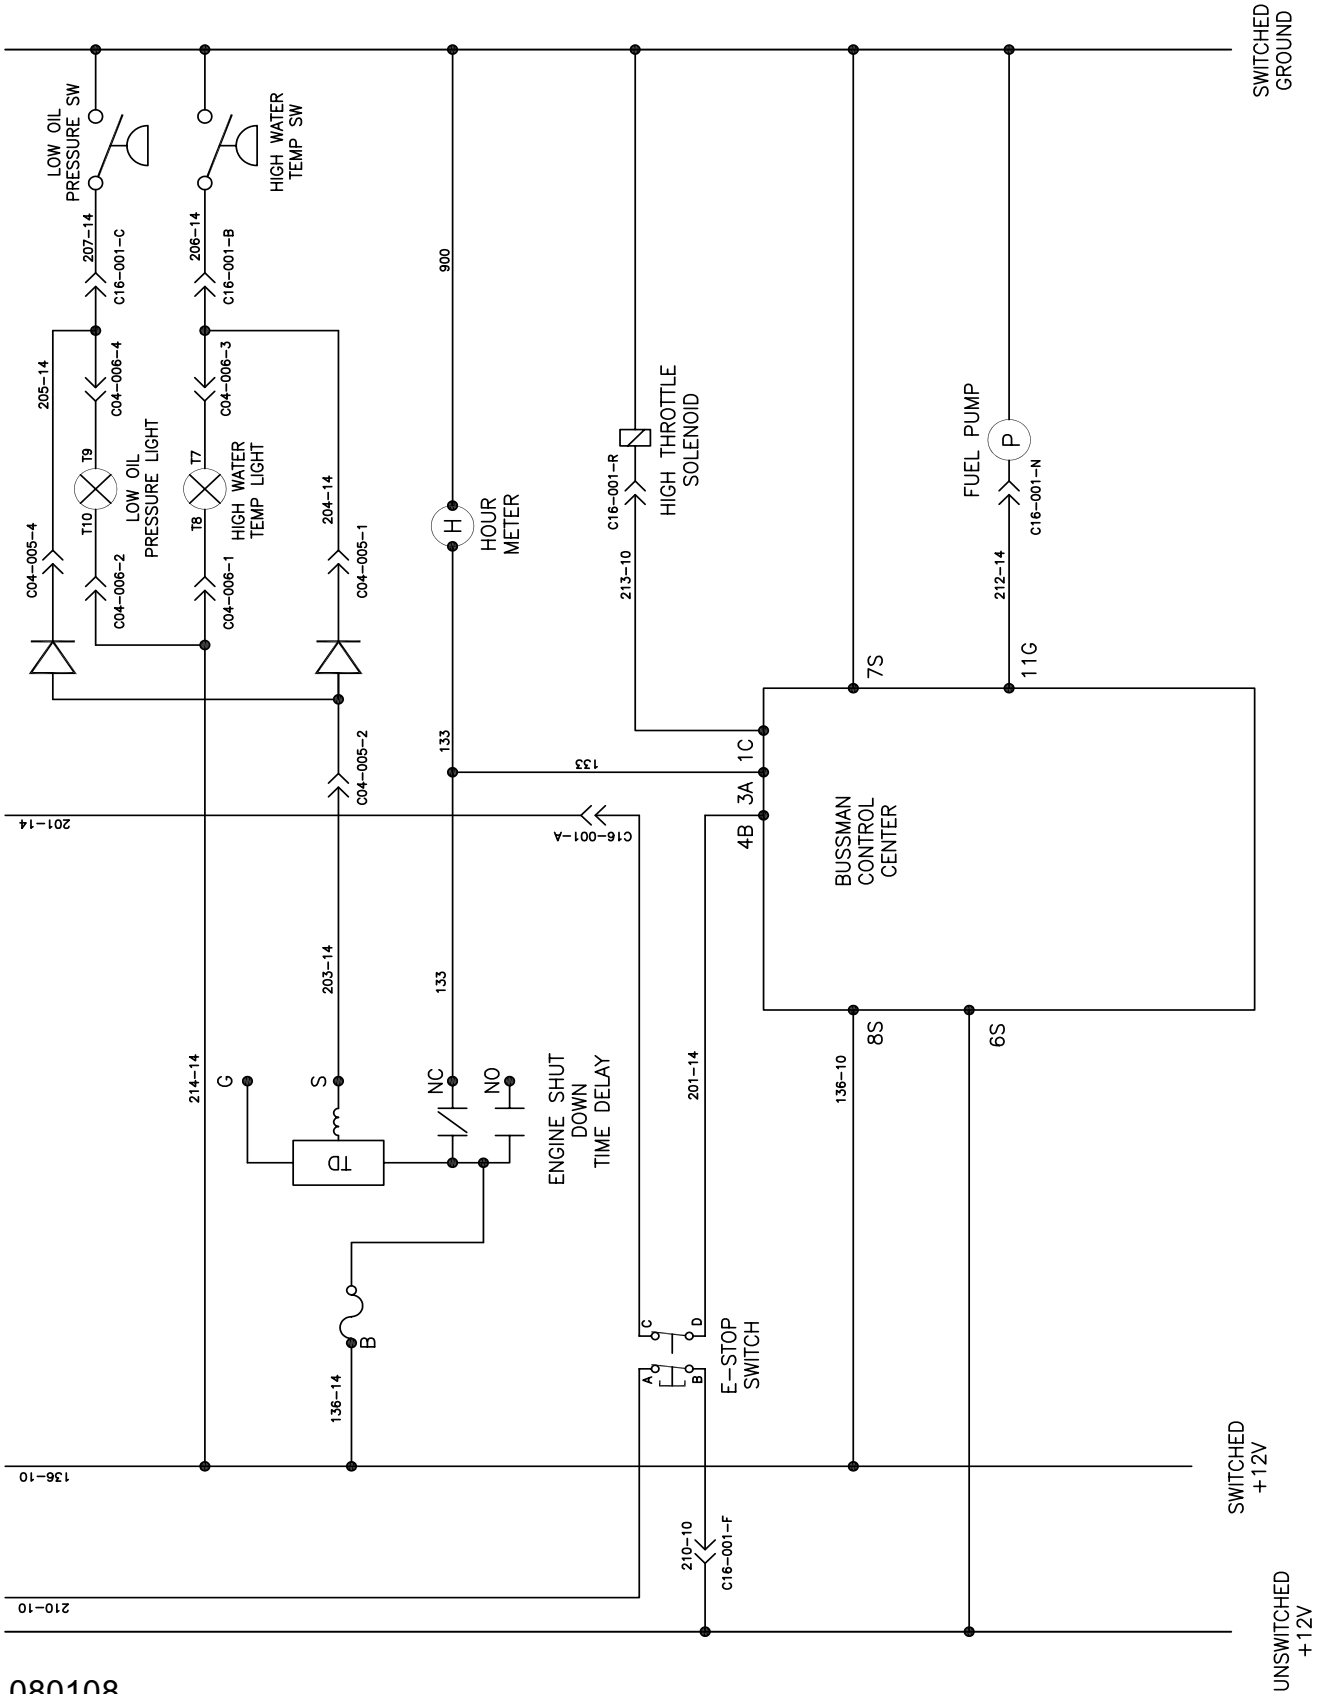 SWITCHED
GROUND
LOW OIL
PRESSURE SW
HIGH WATER
TEMP SW
207-14
C16-001-C
206-14
C16-001-B
900
205-14
C04-006-4
C04-006-3
T9
T10
LOW OIL
PRESSURE LIGHT
T7
T8
HIGH WATER
TEMP LIGHT
204-14
C04-005-4
C04-006-2
C04-006-1
C04-005-1
H
HOUR
METER
C16-001-R
HIGH THROTTLE
SOLENOID
213-10
FUEL PUMP
P
C16-001-N
212-14
7S
11G
133
133
1C
3A
4B
C04-005-2
201-14
C16-001-A
BUSSMAN
CONTROL
CENTER
203-14
133
8S
6S
214-14
G
S
NC
NO
TD
ENGINE SHUT
DOWN
TIME DELAY
201-14
136-10
B
136-14
C
D
A
B
E-STOP
SWITCH
136-10
SWITCHED
+12V
210-10
C16-001-F
210-10
UNSWITCHED
+12V
080108